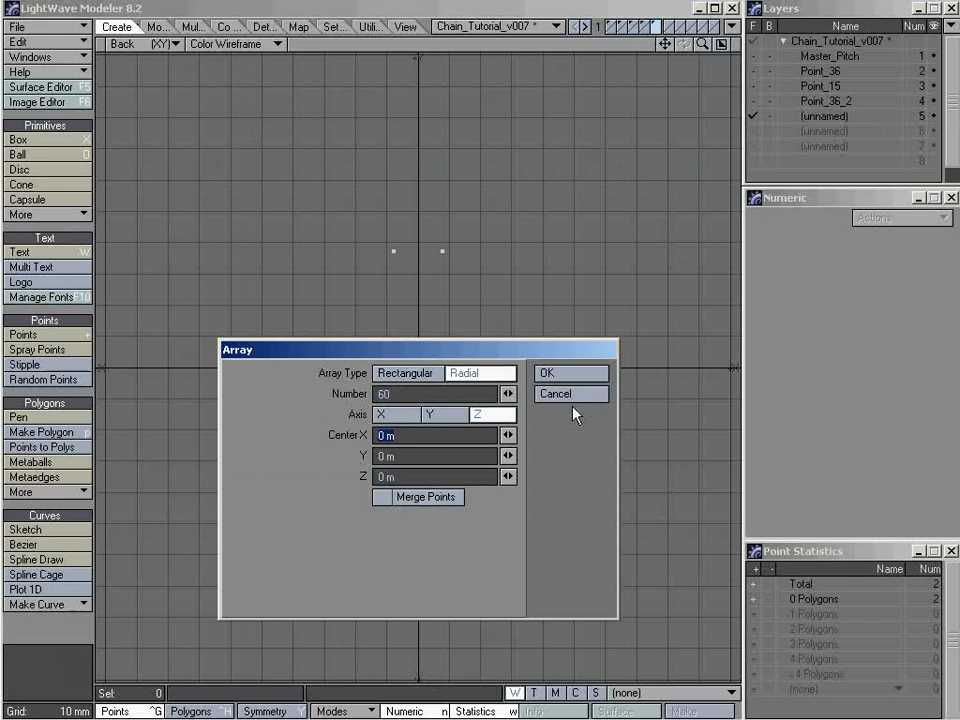 LightWave Modeler 8.2
File
Edit
Windows
Help
Surface Editor F5
Image Editor F6
Primitives
Box X
Ball O
Disc
Cone
Capsule
More
Text
Text W
Multi Text
Logo
Manage Fonts F10
Points
Points +
Spray Points
Stipple
Random Points
Polygons
Pen
Make Polygon p
Points to Polys
Metaballs
Metaedges
More
Curves
Sketch
Bezier
Spline Draw
Spline Cage
Plot 1D
Make Curve
Grid: 10 mm
Create Mo... Mul... Co... Det... Map Set... Utili... View Chain_Tutorial_v007 * 1
Back (XY) Color Wireframe
Array
Array Type Rectangular Radial
Number 60
Axis X Y Z
Center X 0 m
Y 0 m
Z 0 m
Merge Points
OK
Cancel
Sel: 0 W T M C S (none)
Points ^G Polygons ^H Symmetry ^Y Modes Numeric n Statistics w Info Surface Make
Layers
F B Name Num
Chain_Tutorial_v007 *
Master_Pitch 1
Point_36 2
Point_15 3
Point_36_2 4
(unnamed) 5
(unnamed) 6
(unnamed) 7
8
Numeric
Actions
Point Statistics
+ - Name Num
+ Total 2
+ 0 Polygons 2
+ 1 Polygons 0
+ 2 Polygons 0
+ 3 Polygons 0
+ 4 Polygons 0
+ >4 Polygons 0
+ (none) 0